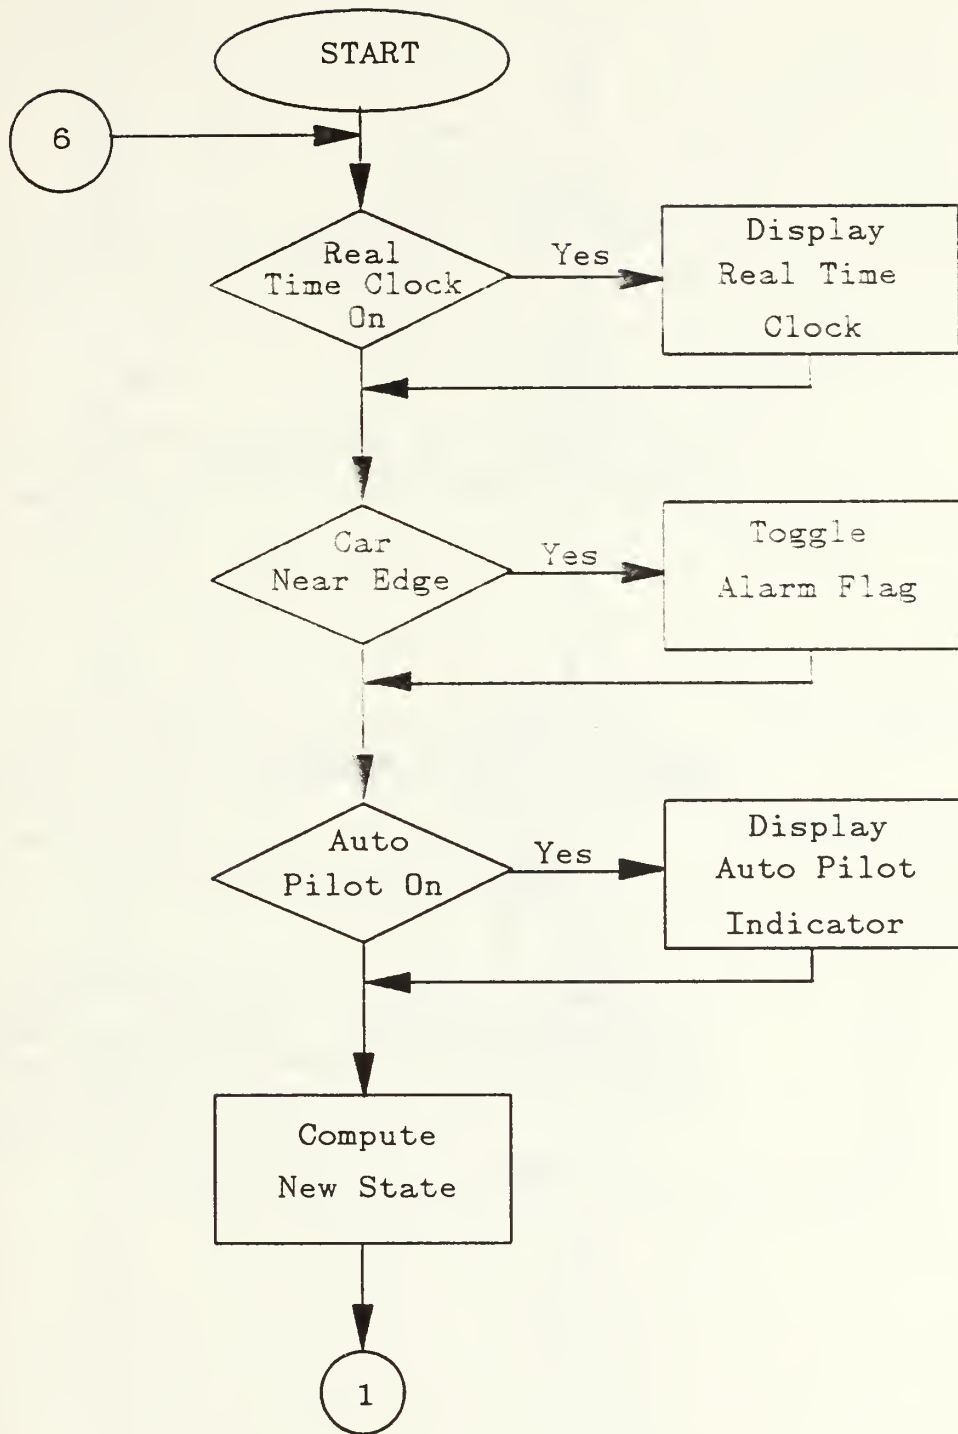 START
6
Real
Time Clock
On
Yes
Display
Real Time
Clock
Car
Near Edge
Yes
Toggle
Alarm Flag
Auto
Pilot On
Yes
Display
Auto Pilot
Indicator
Compute
New State
1